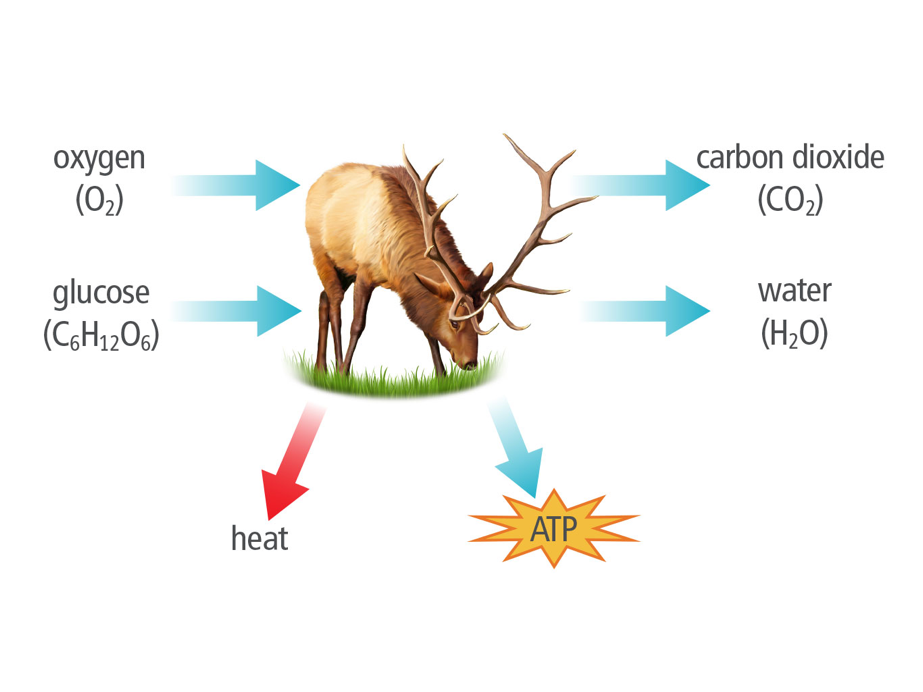 oxygen
(O₂)
carbon dioxide
(CO₂)
glucose
(C₆H₁₂O₆)
water
(H₂O)
heat
ATP